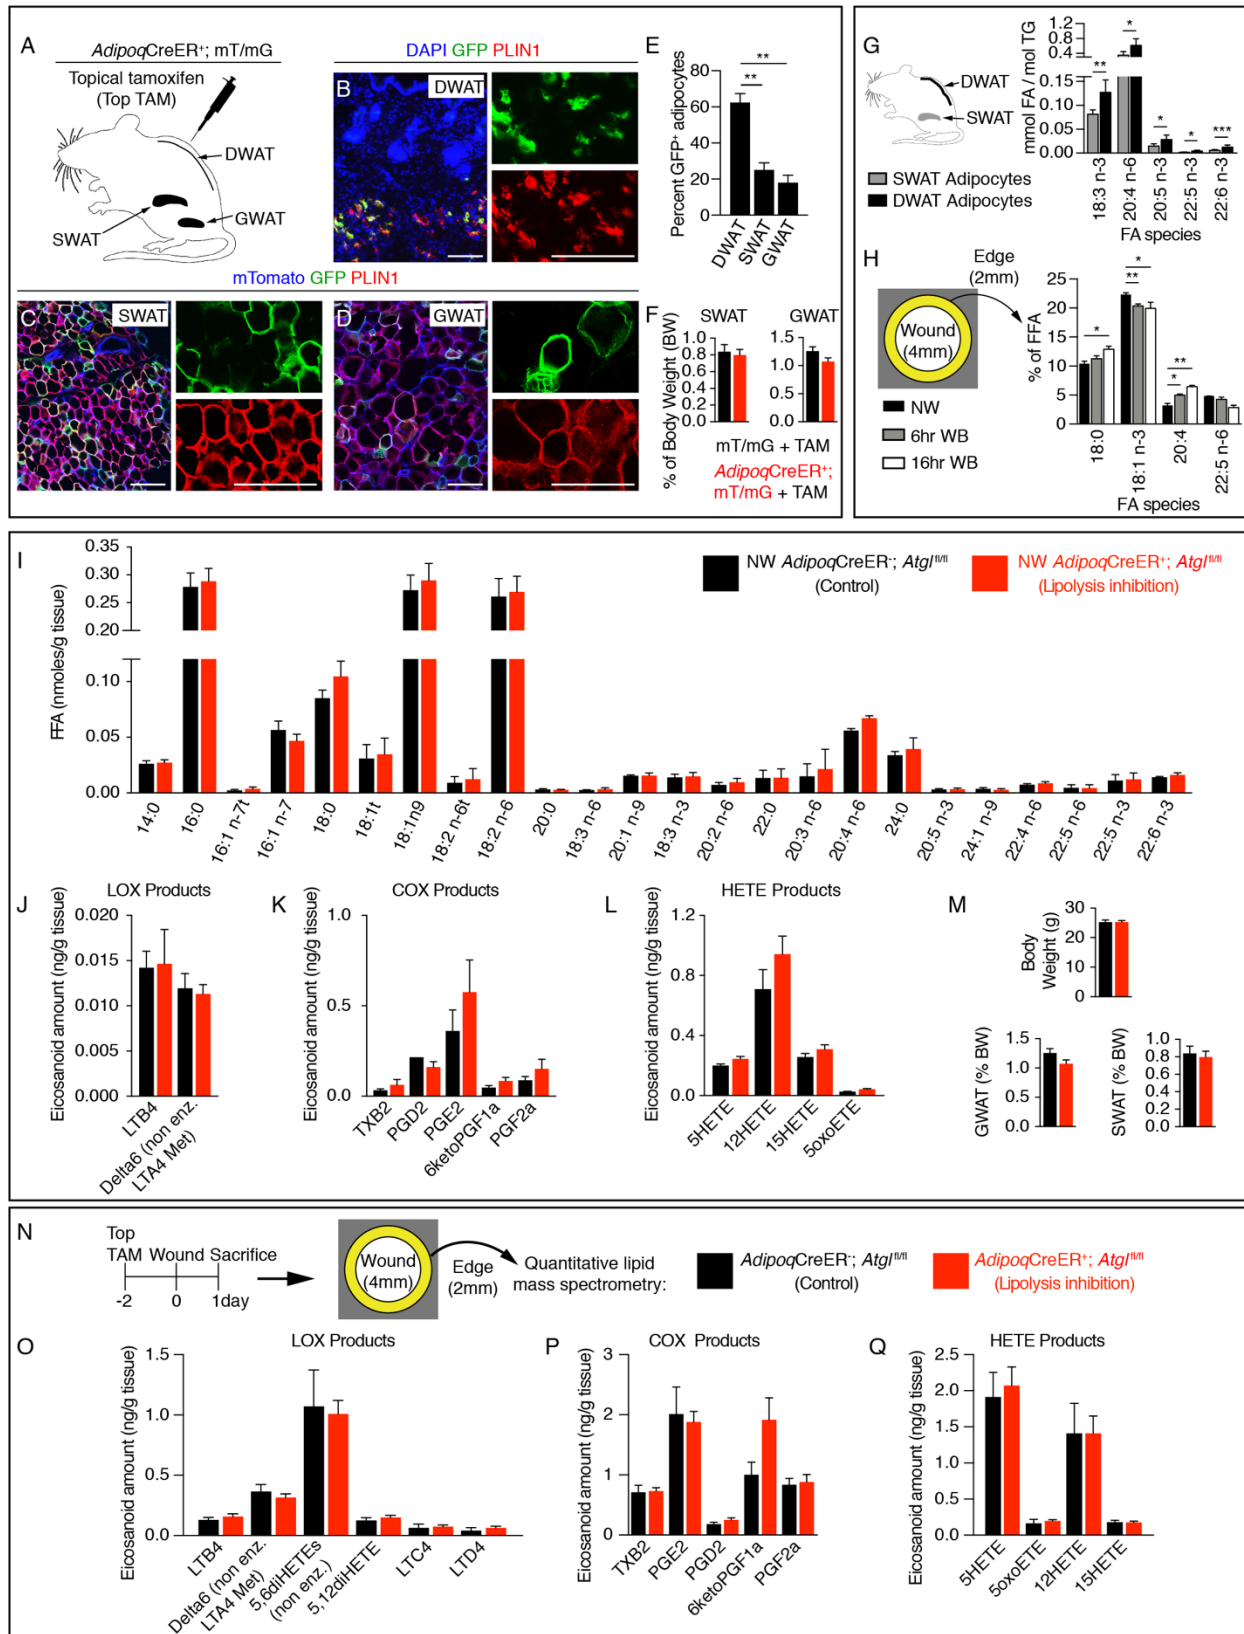 A
AdipoqCreER⁺; mT/mG
Topical tamoxifen
(Top TAM)
DWAT
GWAT
SWAT
DAPI GFP PLIN1
B
DWAT
mTomato GFP PLIN1
C
SWAT
D
GWAT
E
Percent GFP⁺ adipocytes
80
60
40
20
0
**
**
DWAT
SWAT
GWAT
F
SWAT
GWAT
% of Body Weight (BW)
1.0
0.8
0.6
0.4
0.2
0.0
1.5
1.0
0.5
0.0
mT/mG + TAM
AdipoqCreER⁺;
mT/mG + TAM
G
DWAT
SWAT
SWAT Adipocytes
DWAT Adipocytes
mmol FA / mol TG
1.2
0.8
0.4
0.15
0.10
0.05
0.00
**
*
*
*
***
18:3 n-3
20:4 n-6
20:5 n-3
22:5 n-3
22:6 n-3
FA species
H
Edge
(2mm)
Wound
(4mm)
NW
6hr WB
16hr WB
% of FFA
25
20
15
10
5
0
*
*
**
**
*
18:0
18:1 n-3
20:4
22:5 n-6
FA species
I
NW AdipoqCreER⁻; Atgl fl/fl
(Control)
NW AdipoqCreER⁺; Atgl fl/fl
(Lipolysis inhibition)
FFA (nmoles/g tissue)
0.35
0.30
0.25
0.20
0.10
0.05
0.00
14:0
16:0
16:1 n-7t
16:1 n-7
18:0
18:1t
18:1n9
18:2 n-6t
18:2 n-6
20:0
18:3 n-6
20:1 n-9
18:3 n-3
20:2 n-6
22:0
20:3 n-6
20:4 n-6
24:0
20:5 n-3
24:1 n-9
22:4 n-6
22:5 n-6
22:5 n-3
22:6 n-3
J
LOX Products
Eicosanoid amount (ng/g tissue)
0.020
0.015
0.010
0.005
0.000
LTB4
Delta6 (non enz.
LTA4 Met)
K
COX Products
Eicosanoid amount (ng/g tissue)
1.0
0.5
0.0
TXB2
PGD2
PGE2
6ketoPGF1a
PGF2a
L
HETE Products
Eicosanoid amount (ng/g tissue)
1.2
0.8
0.4
0.0
5HETE
12HETE
15HETE
5oxoETE
M
Body
Weight (g)
30
20
10
0
GWAT (% BW)
1.5
1.0
0.5
0.0
SWAT (% BW)
1.0
0.8
0.6
0.4
0.2
0.0
N
Top
TAM Wound Sacrifice
-2 0 1day
Wound
(4mm)
Edge
(2mm)
Quantitative lipid
mass spectrometry:
AdipoqCreER⁻; Atgl fl/fl
(Control)
AdipoqCreER⁺; Atgl fl/fl
(Lipolysis inhibition)
O
LOX Products
Eicosanoid amount (ng/g tissue)
1.5
1.0
0.5
0.0
LTB4
Delta6 (non enz.
LTA4 Met)
5,6diHETEs
(non enz.)
5,12diHETE
LTC4
LTD4
P
COX Products
Eicosanoid amount (ng/g tissue)
3
2
1
0
TXB2
PGE2
PGD2
6ketoPGF1a
PGF2a
Q
HETE Products
Eicosanoid amount (ng/g tissue)
2.5
2.0
1.5
1.0
0.5
0.0
5HETE
5oxoETE
12HETE
15HETE